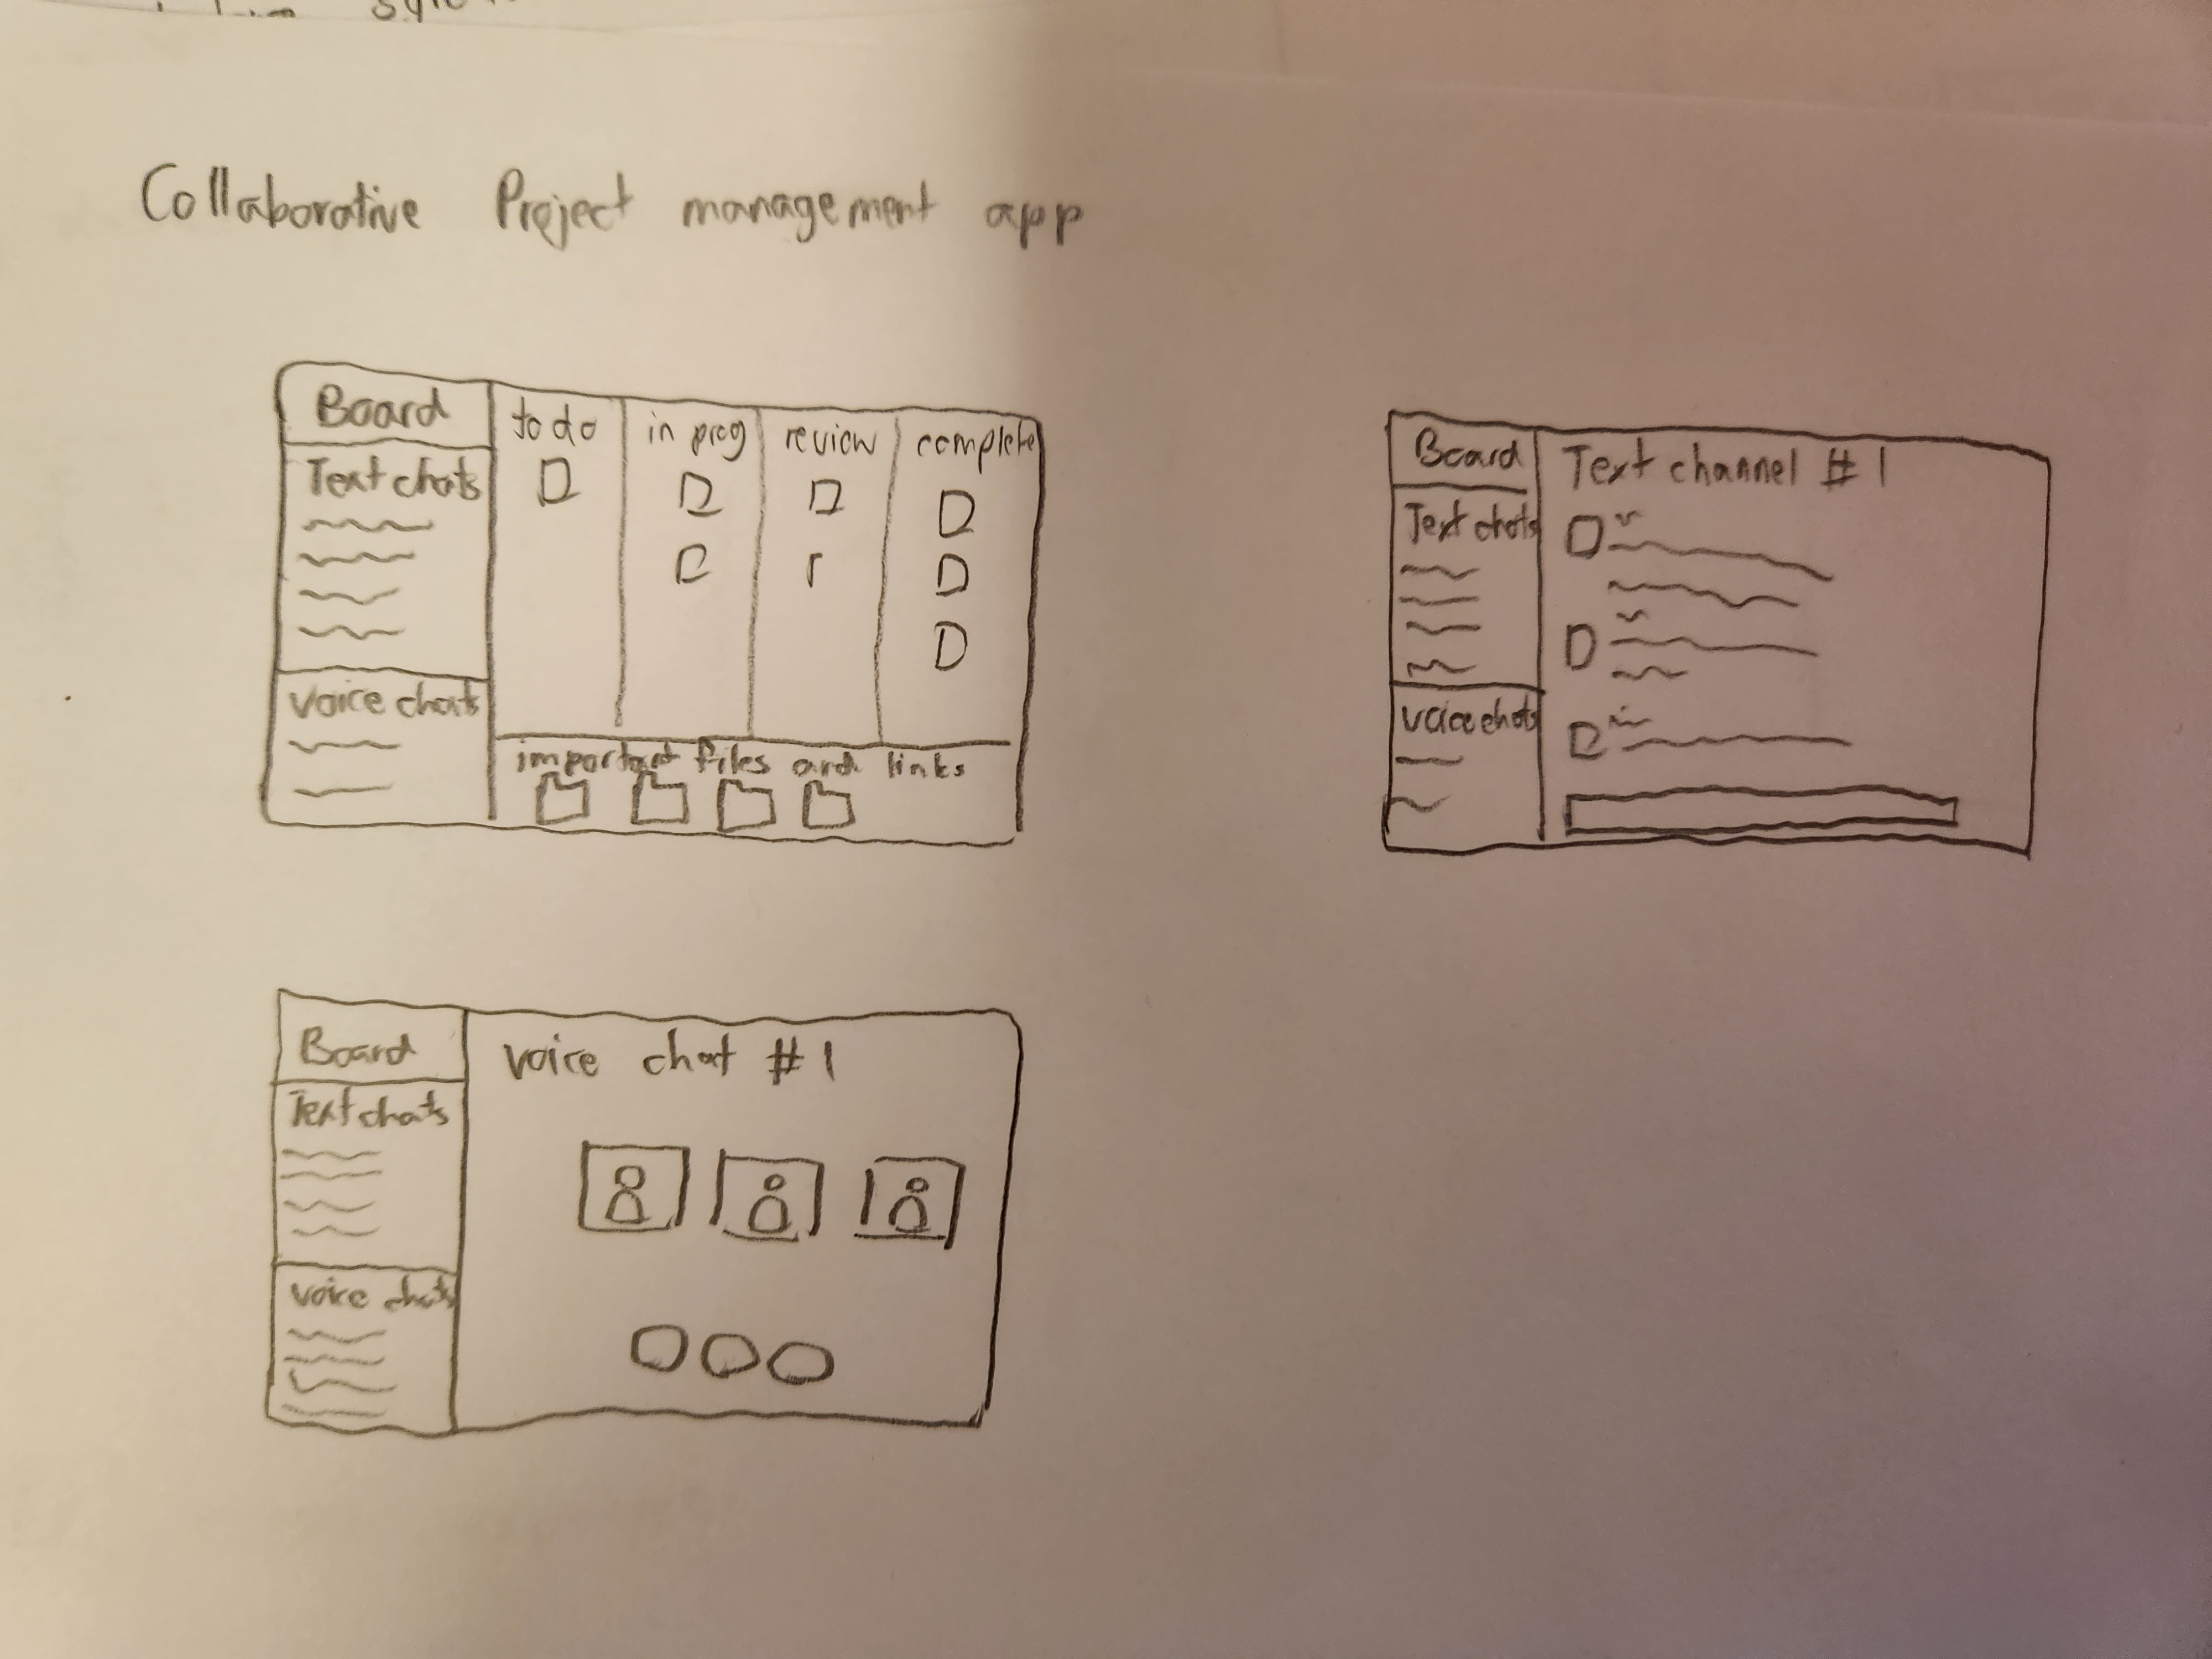 Collaborative Project management app
Board
Text chats
voice chats
to do
in prog
review
complete
important files and links
Board
Text chats
voice chats
Text channel #1
Board
Text chats
voice chats
voice chat #1